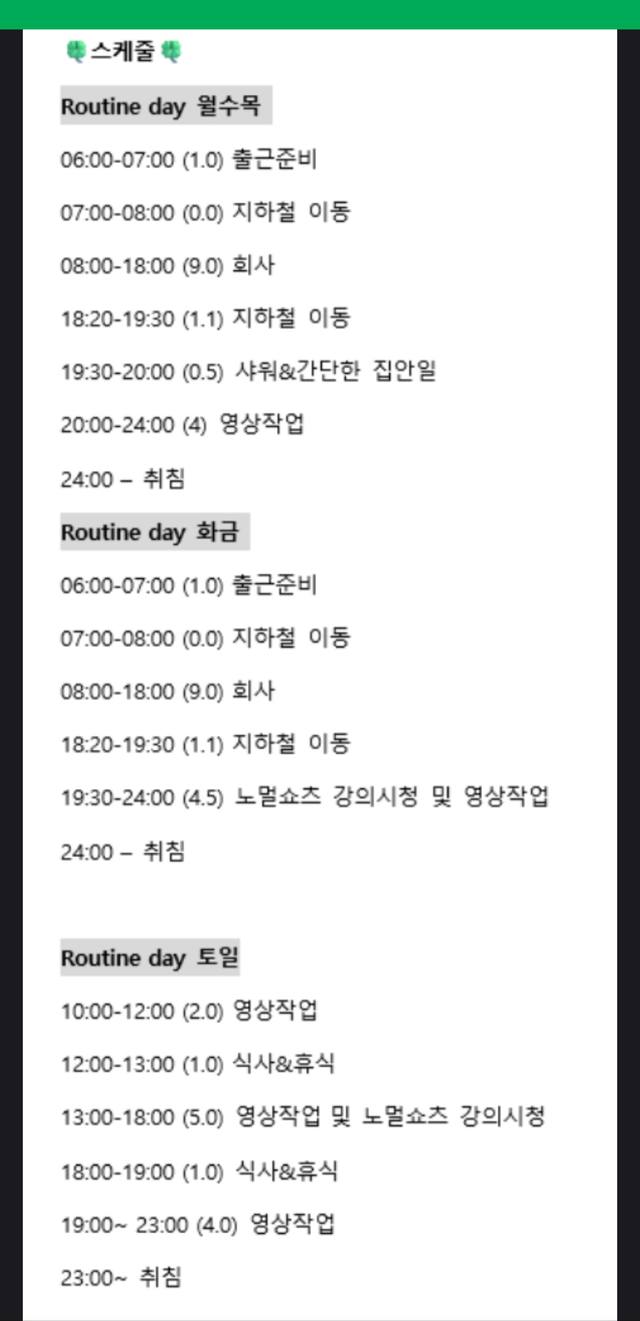 🍀스케줄🍀
Routine day 월수목
06:00-07:00 (1.0) 출근준비
07:00-08:00 (0.0) 지하철 이동
08:00-18:00 (9.0) 회사
18:20-19:30 (1.1) 지하철 이동
19:30-20:00 (0.5) 샤워&간단한 집안일
20:00-24:00 (4) 영상작업
24:00 – 취침
Routine day 화금
06:00-07:00 (1.0) 출근준비
07:00-08:00 (0.0) 지하철 이동
08:00-18:00 (9.0) 회사
18:20-19:30 (1.1) 지하철 이동
19:30-24:00 (4.5) 노멀쇼츠 강의시청 및 영상작업
24:00 – 취침
Routine day 토일
10:00-12:00 (2.0) 영상작업
12:00-13:00 (1.0) 식사&휴식
13:00-18:00 (5.0) 영상작업 및 노멀쇼츠 강의시청
18:00-19:00 (1.0) 식사&휴식
19:00~ 23:00 (4.0) 영상작업
23:00~ 취침